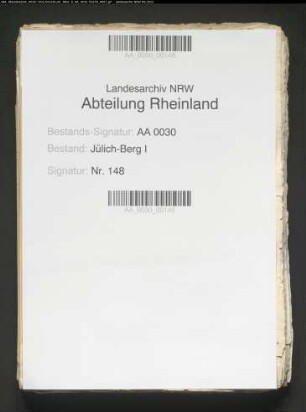 AA_0030_00148
Landesarchiv NRW
Abteilung Rheinland
Bestands-Signatur: AA 0030
Bestand: Jülich-Berg I
Signatur: Nr. 148
AA_0030_00148